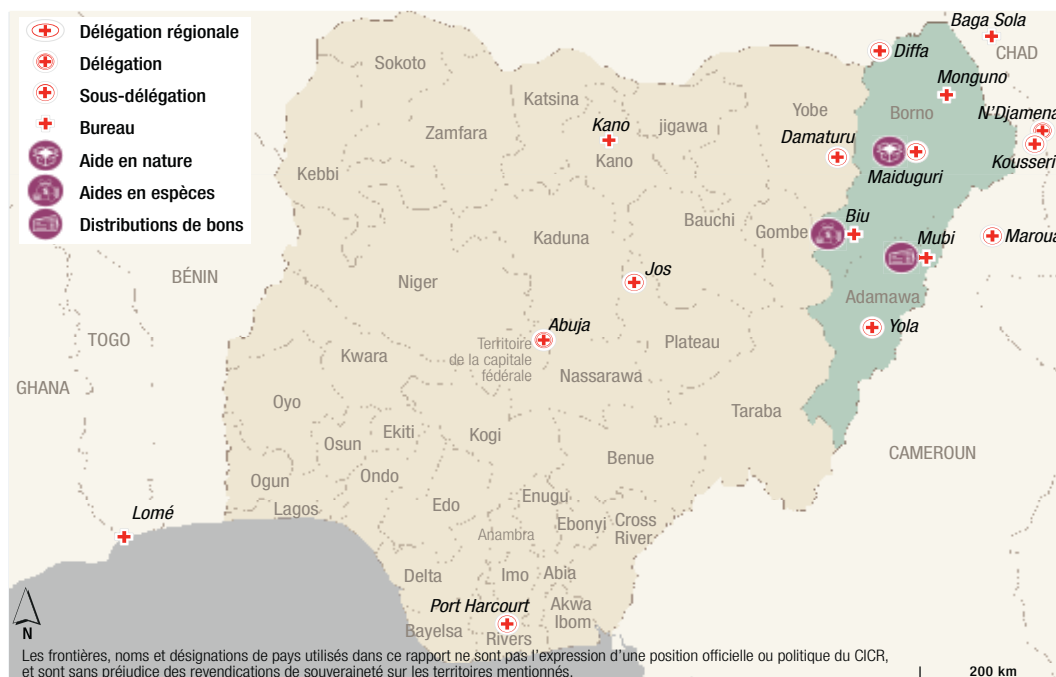 Délégation régionale
Délégation
Sous-délégation
Bureau
Aide en nature
Aides en espèces
Distributions de bons
Baga Sola
CHAD
Diffa
Sokoto
Monguno
Katsina
Yobe
Borno
N'Djamena
Zamfara
Kano
jigawa
Damaturu
Kano
Kousseri
Kebbi
Maiduguri
Bauchi
Biu
Gombe
Mubi
Maroua
Kaduna
BÉNIN
Niger
Jos
Adamawa
Abuja
Yola
TOGO
Territoire
de la capitale
fédérale
Plateau
Kwara
Nassarawa
GHANA
Oyo
Taraba
Ekiti
Kogi
Osun
CAMEROUN
Benue
Ondo
Ogun
Enugu
Edo
Lagos
Lomé
Ebonyi
Cross
River
Anambra
Delta
Imo
Abia
Port Harcourt
Akwa
Ibom
Bayelsa
Rivers
N
Les frontières, noms et désignations de pays utilisés dans ce rapport ne sont pas l'expression d'une position officielle ou politique du CICR,
et sont sans préjudice des revendications de souveraineté sur les territoires mentionnés.
200 km